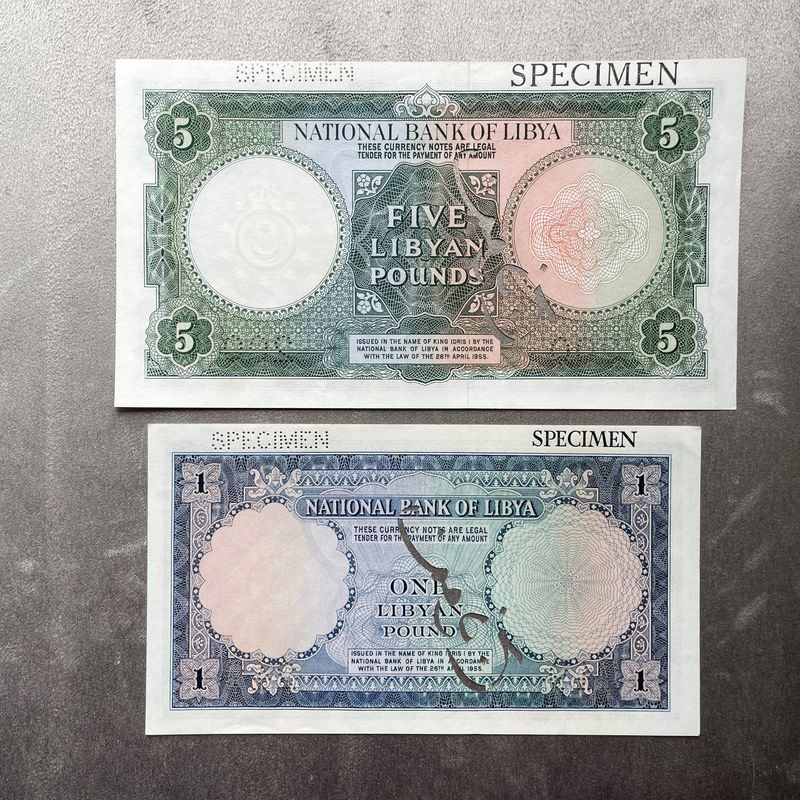 SPECIMEN SPECIMEN
5 5
NATIONAL BANK OF LIBYA
THESE CURRENCY NOTES ARE LEGAL
TENDER FOR THE PAYMENT OF ANY AMOUNT
FIVE
LIBYAN
POUNDS
5 5
ISSUED IN THE NAME OF KING IDRIS I BY THE
NATIONAL BANK OF LIBYA IN ACCORDANCE
WITH THE LAW OF THE 26TH APRIL 1955.
SPECIMEN SPECIMEN
1 1
NATIONAL BANK OF LIBYA
THESE CURRENCY NOTES ARE LEGAL
TENDER FOR THE PAYMENT OF ANY AMOUNT
ONE
LIBYAN
POUND
ISSUED IN THE NAME OF KING IDRIS I BY THE
NATIONAL BANK OF LIBYA IN ACCORDANCE
WITH THE LAW OF THE 26TH APRIL 1955.
1 1